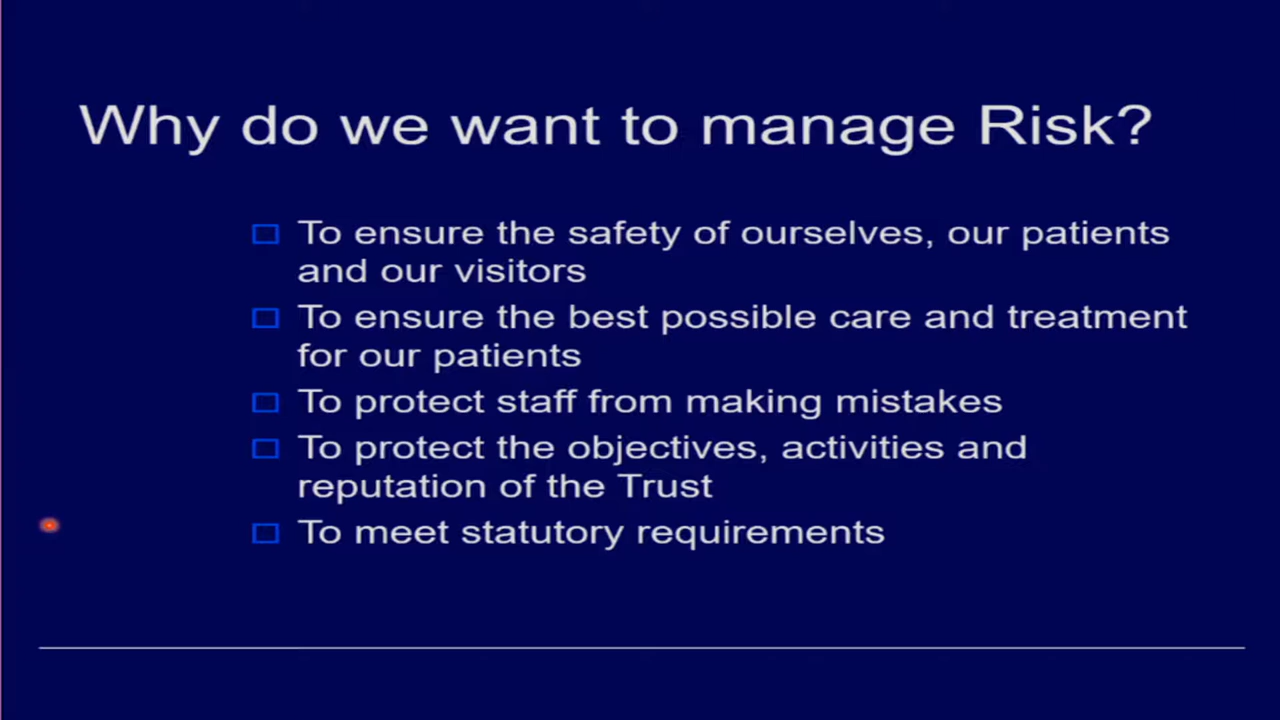 Why do we want to manage Risk?
To ensure the safety of ourselves, our patients
and our visitors
To ensure the best possible care and treatment
for our patients
To protect staff from making mistakes
To protect the objectives, activities and
reputation of the Trust
To meet statutory requirements